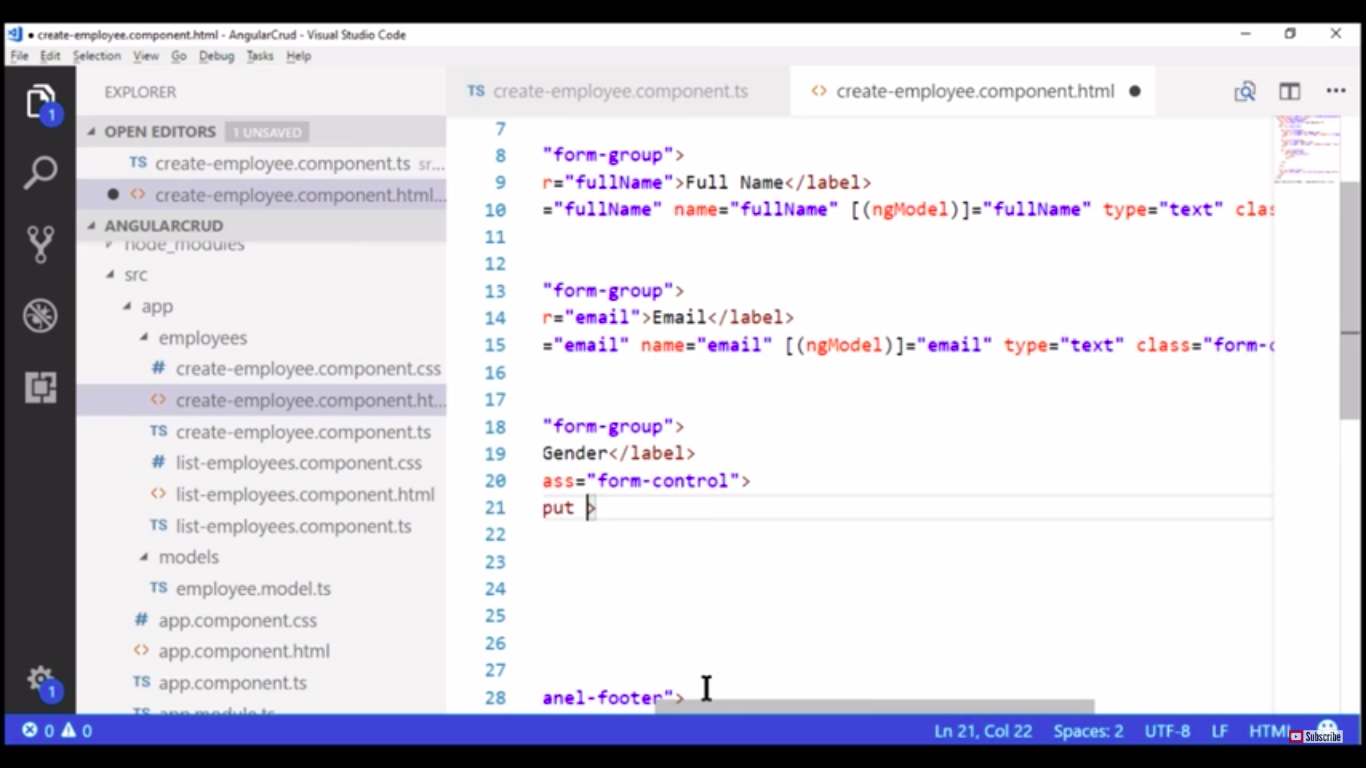 create-employee.component.html - AngularCrud - Visual Studio Code
File Edit Selection View Go Debug Tasks Help
EXPLORER
TS create-employee.component.ts
<> create-employee.component.html
OPEN EDITORS 1 UNSAVED
TS create-employee.component.ts sr...
<> create-employee.component.html...
ANGULARCRUD
node_modules
src
app
employees
# create-employee.component.css
<> create-employee.component.ht...
TS create-employee.component.ts
# list-employees.component.css
<> list-employees.component.html
TS list-employees.component.ts
models
TS employee.model.ts
# app.component.css
<> app.component.html
TS app.component.ts
TS app.module.ts
7
8 "form-group">
9 r="fullName">Full Name</label>
10 ="fullName" name="fullName" [(ngModel)]="fullName" type="text" clas
11
12
13 "form-group">
14 r="email">Email</label>
15 ="email" name="email" [(ngModel)]="email" type="text" class="form-c
16
17
18 "form-group">
19 Gender</label>
20 ass="form-control">
21 put >
22
23
24
25
26
27
28 anel-footer">
1
1
0 0
Ln 21, Col 22 Spaces: 2 UTF-8 LF HTML
Subscribe